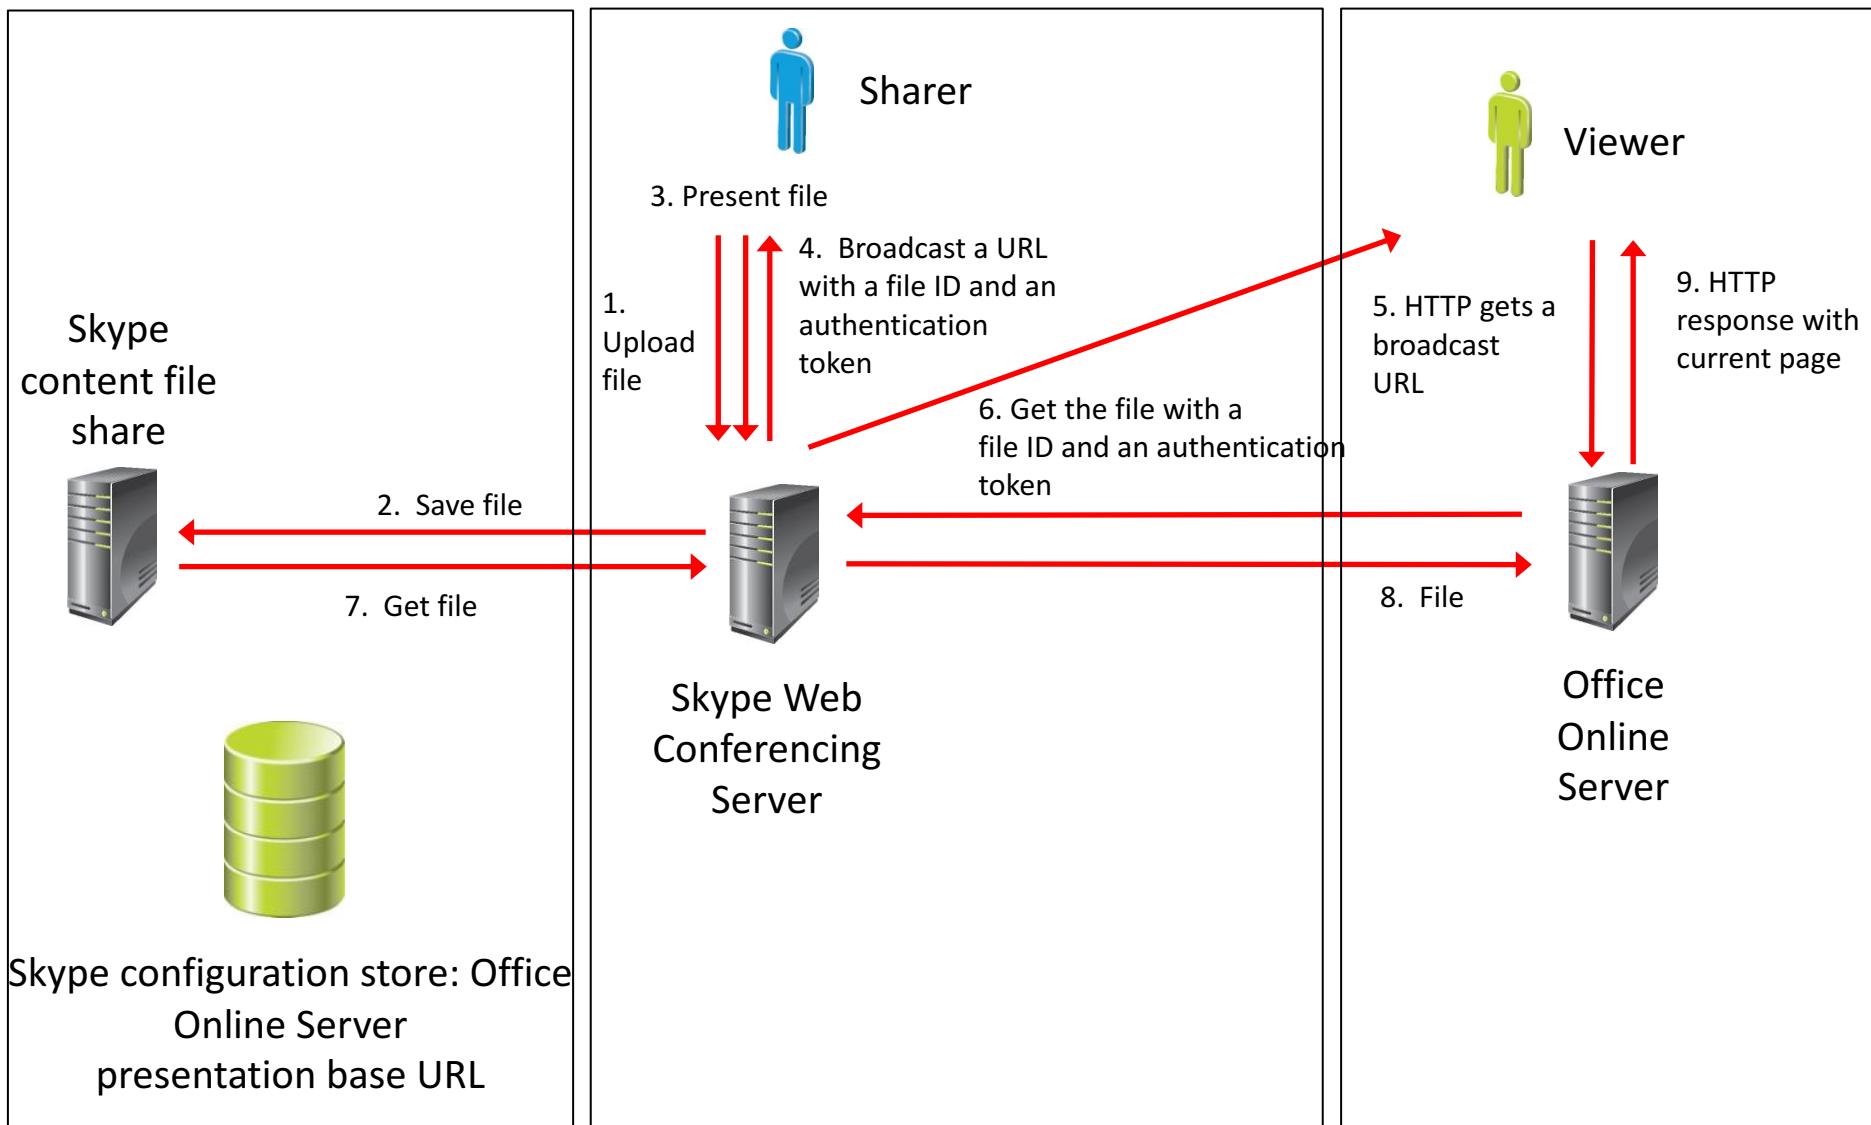 Skype
content file
share
2. Save file
7. Get file
Skype configuration store: Office
Online Server
presentation base URL
Sharer
3. Present file
1.
Upload
file
4. Broadcast a URL
with a file ID and an
authentication
token
6. Get the file with a
file ID and an authentication
token
Skype Web
Conferencing
Server
Viewer
5. HTTP gets a
broadcast
URL
9. HTTP
response with
current page
8. File
Office
Online
Server